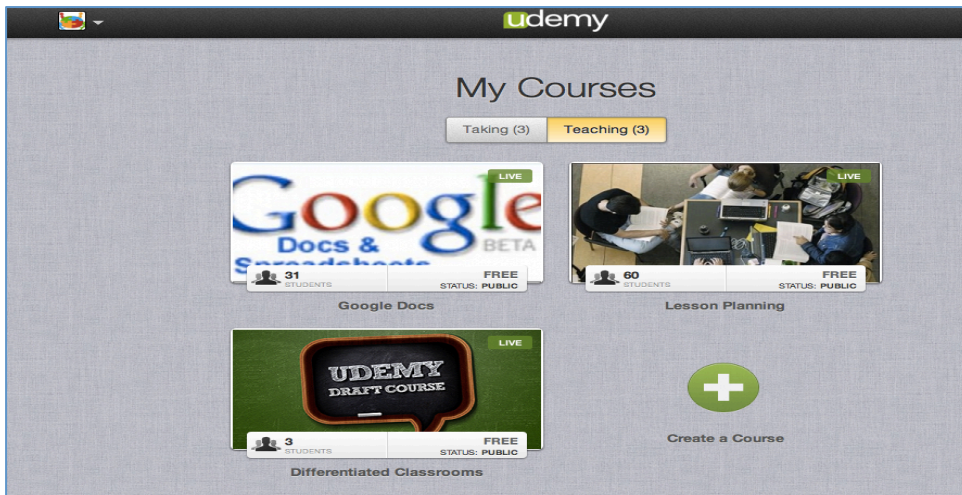 udemy
My Courses
Taking (3) Teaching (3)
LIVE
Google
Docs & BETA
Spreadsheets
31 STUDENTS FREE STATUS: PUBLIC
Google Docs
LIVE
60 STUDENTS FREE STATUS: PUBLIC
Lesson Planning
LIVE
UDEMY
DRAFT COURSE
3 STUDENTS FREE STATUS: PUBLIC
Differentiated Classrooms
Create a Course